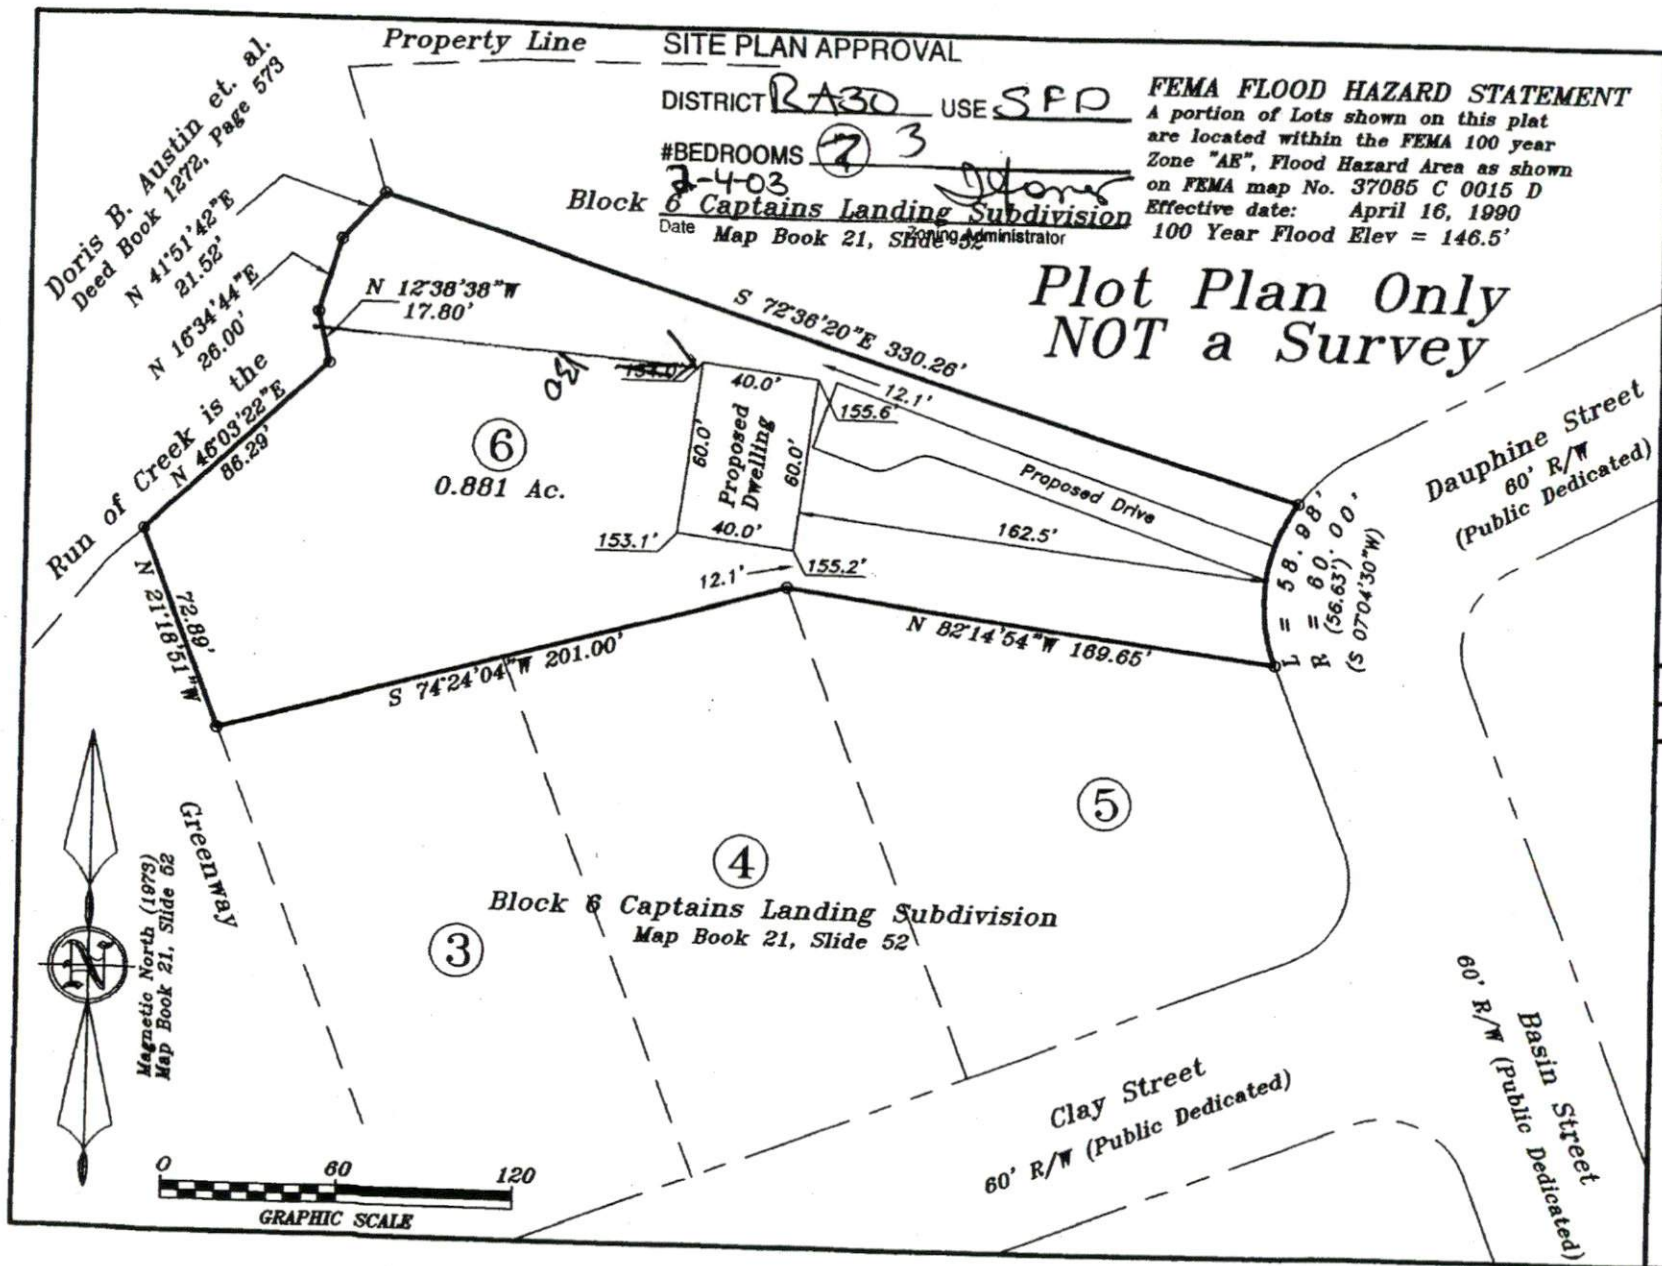 Property Line
SITE PLAN APPROVAL
DISTRICT RA30 USE SFD
#BEDROOMS 3
2-4-03
Block 6 Captains Landing Subdivision
Date Zoning Administrator
Map Book 21, Slide 52
FEMA FLOOD HAZARD STATEMENT
A portion of Lots shown on this plat
are located within the FEMA 100 year
Zone "AE", Flood Hazard Area as shown
on FEMA map No. 37085 C 0015 D
Effective date: April 16, 1990
100 Year Flood Elev = 146.5'
Plot Plan Only
NOT a Survey
Doris B. Austin et. al.
Deed Book 1272, Page 573
N 41°51'42"E
21.52'
N 16°34'44"E
26.00'
N 12°38'38"W
17.80'
Run of Creek is the
N 46°03'22"E
86.29'
S 72°36'20"E 330.26'
130
40.0'
12.1'
155.6'
60.0'
Proposed
Dwelling
60.0'
40.0'
153.1'
155.2'
12.1'
Proposed Drive
162.5'
6
0.881 Ac.
72.89'
N 21°18'51"W
S 74°24'04"W 201.00'
N 82°14'54"W 169.65'
L = 58.98'
R = 60.00'
(56.63')
(S 07°04'30"W)
Dauphine Street
60' R/W
(Public Dedicated)
5
4
Block 6 Captains Landing Subdivision
Map Book 21, Slide 52
3
Greenway
N
Magnetic North (1973)
Map Book 21, Slide 52
Clay Street
60' R/W (Public Dedicated)
Basin Street
60' R/W (Public Dedicated)
0 60 120
GRAPHIC SCALE